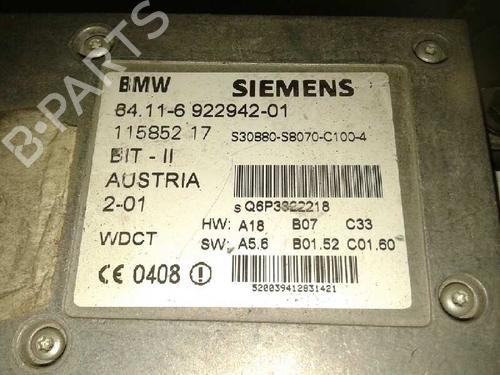 BMW SIEMENS
84.11-6 922942-01
115852 17 S30880-S8070-C100-4
BIT - II
AUSTRIA
2-01 S Q6P3322218
HW: A18 B07 C33
WDCT SW: A5.6 B01.52 C01.60
CE 0408
520039412831421
B-PARTS